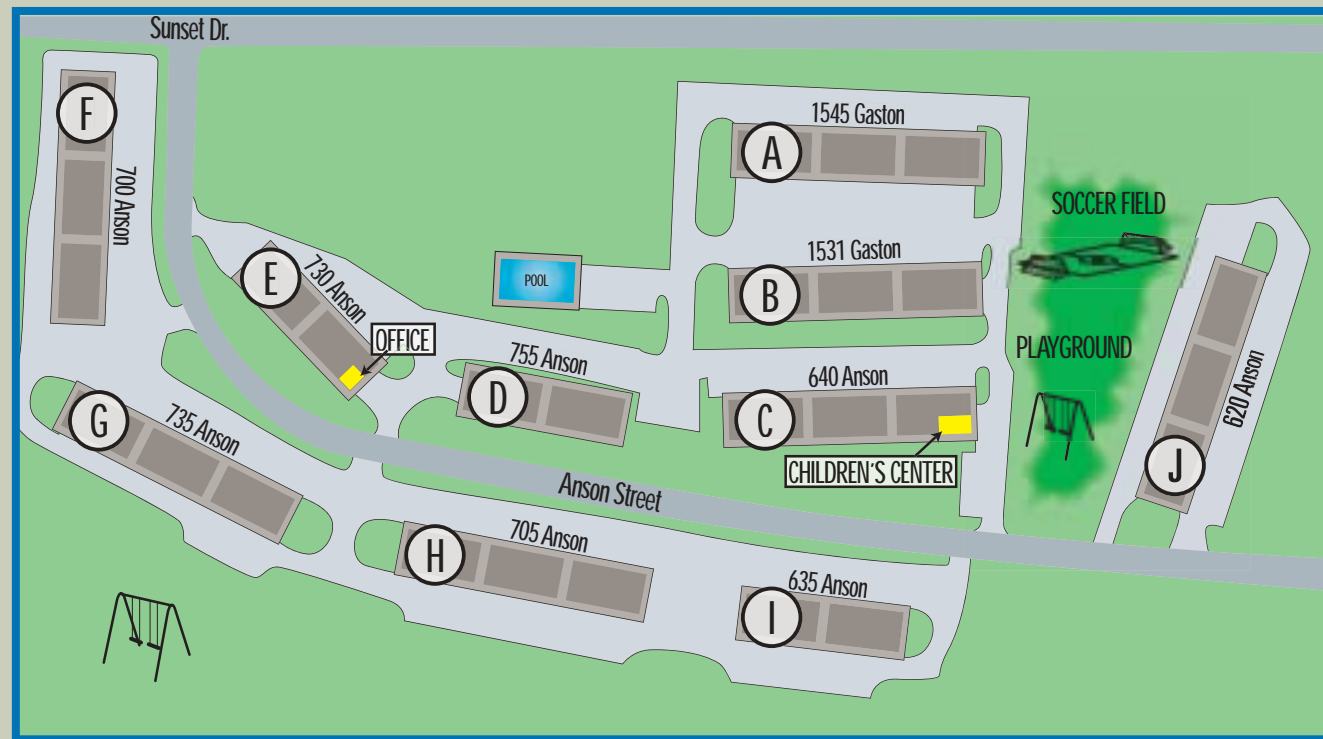 Sunset Dr.
F
700 Anson
A
1545 Gaston
SOCCER FIELD
B
1531 Gaston
E
730 Anson
POOL
OFFICE
755 Anson
D
640 Anson
C
CHILDREN'S CENTER
PLAYGROUND
620 Anson
J
G
735 Anson
Anson Street
H
705 Anson
635 Anson
I